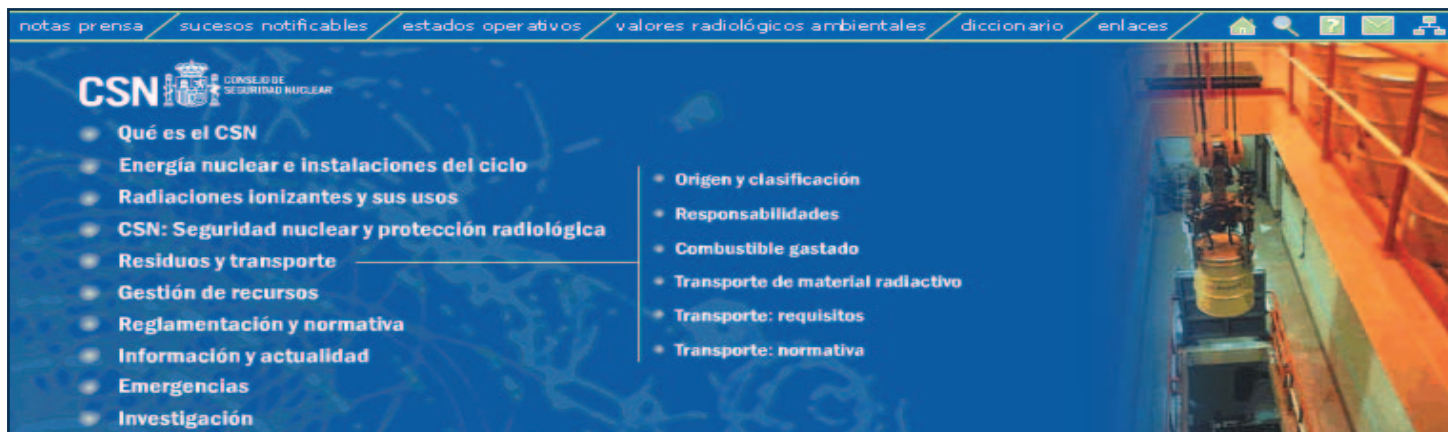 notas prensa / sucesos notificables / estados operativos / valores radiológicos ambientales / diccionario / enlaces /
CSN
CONSEJO DE
SEGURIDAD NUCLEAR
Qué es el CSN
Energía nuclear e instalaciones del ciclo
Radiaciones ionizantes y sus usos
CSN: Seguridad nuclear y protección radiológica
Residuos y transporte
Gestión de recursos
Reglamentación y normativa
Información y actualidad
Emergencias
Investigación
Origen y clasificación
Responsabilidades
Combustible gastado
Transporte de material radiactivo
Transporte: requisitos
Transporte: normativa